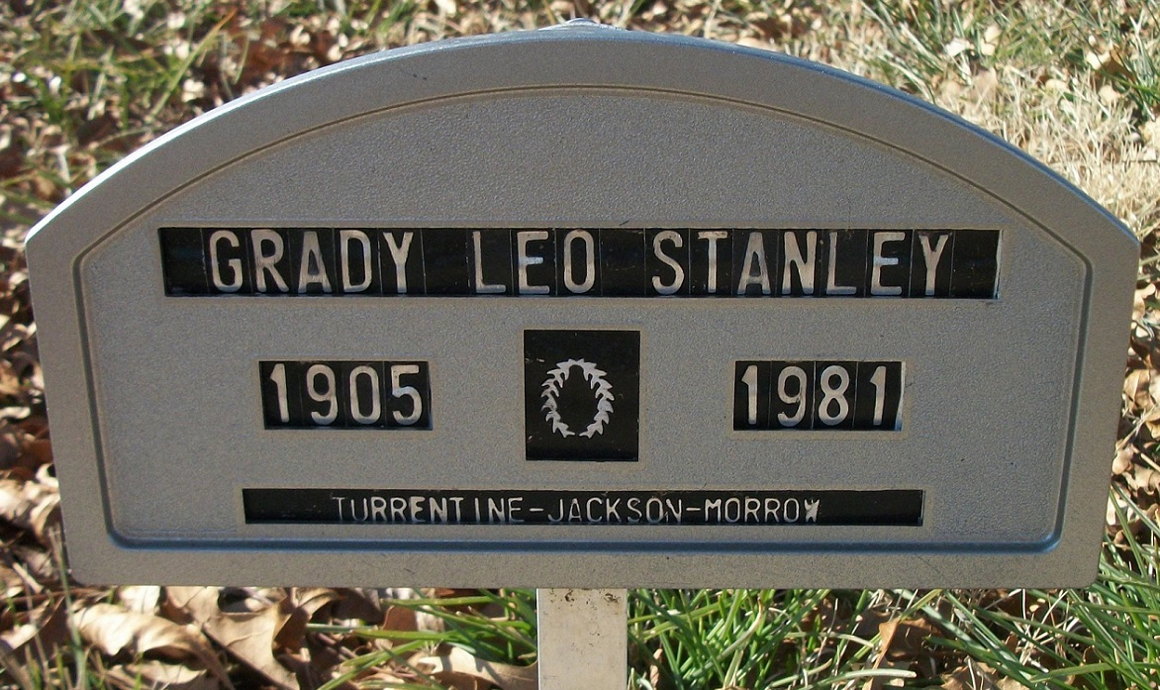 GRADY LEO STANLEY
1905 1981
TURRENTINE-JACKSON-MORROW